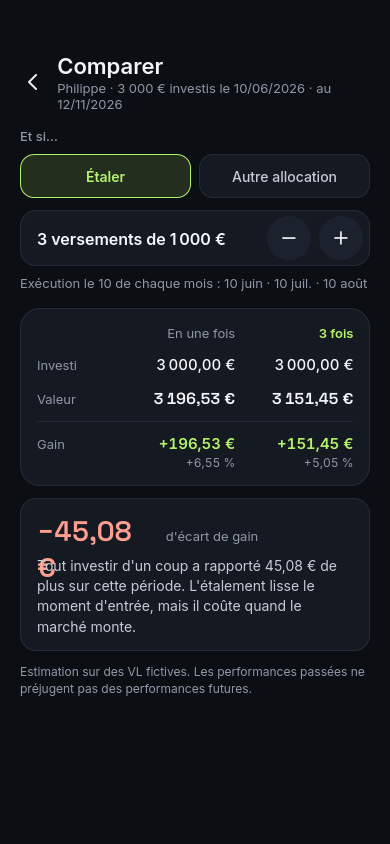 Comparer
Philippe · 3 000 € investis le 10/06/2026 · au
12/11/2026
Et si…
Étaler
Autre allocation
3 versements de 1 000 €
− +
Exécution le 10 de chaque mois : 10 juin · 10 juil. · 10 août
En une fois 3 fois
Investi 3 000,00 € 3 000,00 €
Valeur 3 196,53 € 3 151,45 €
Gain +196,53 € +151,45 €
+6,55 % +5,05 %
−45,08 d'écart de gain
€
Tout investir d'un coup a rapporté 45,08 € de
plus sur cette période. L'étalement lisse le
moment d'entrée, mais il coûte quand le
marché monte.
Estimation sur des VL fictives. Les performances passées ne
préjugent pas des performances futures.